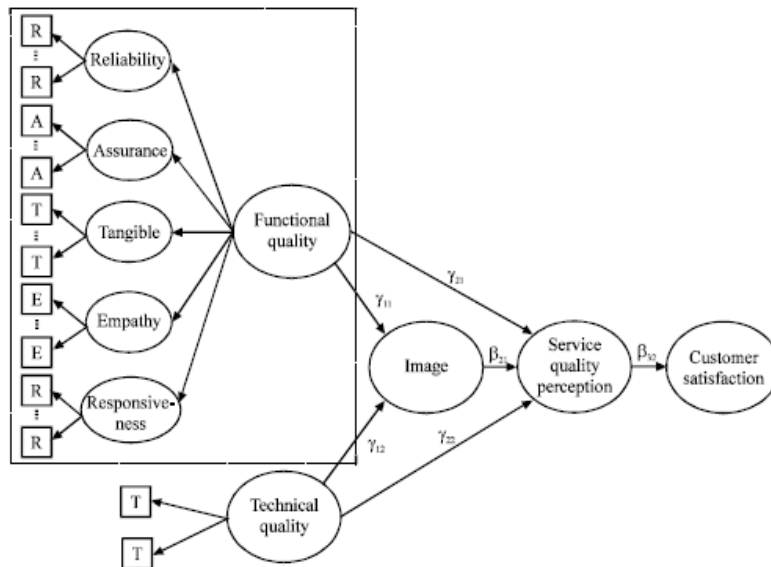 R
R
Reliability
A
A
Assurance
T
T
Tangible
E
E
Empathy
R
R
Responsive-
ness
Functional
quality
γ21
γ11
Image
β21
Service
quality
perception
β32
Customer
satisfaction
γ12
γ22
Technical
quality
T
T